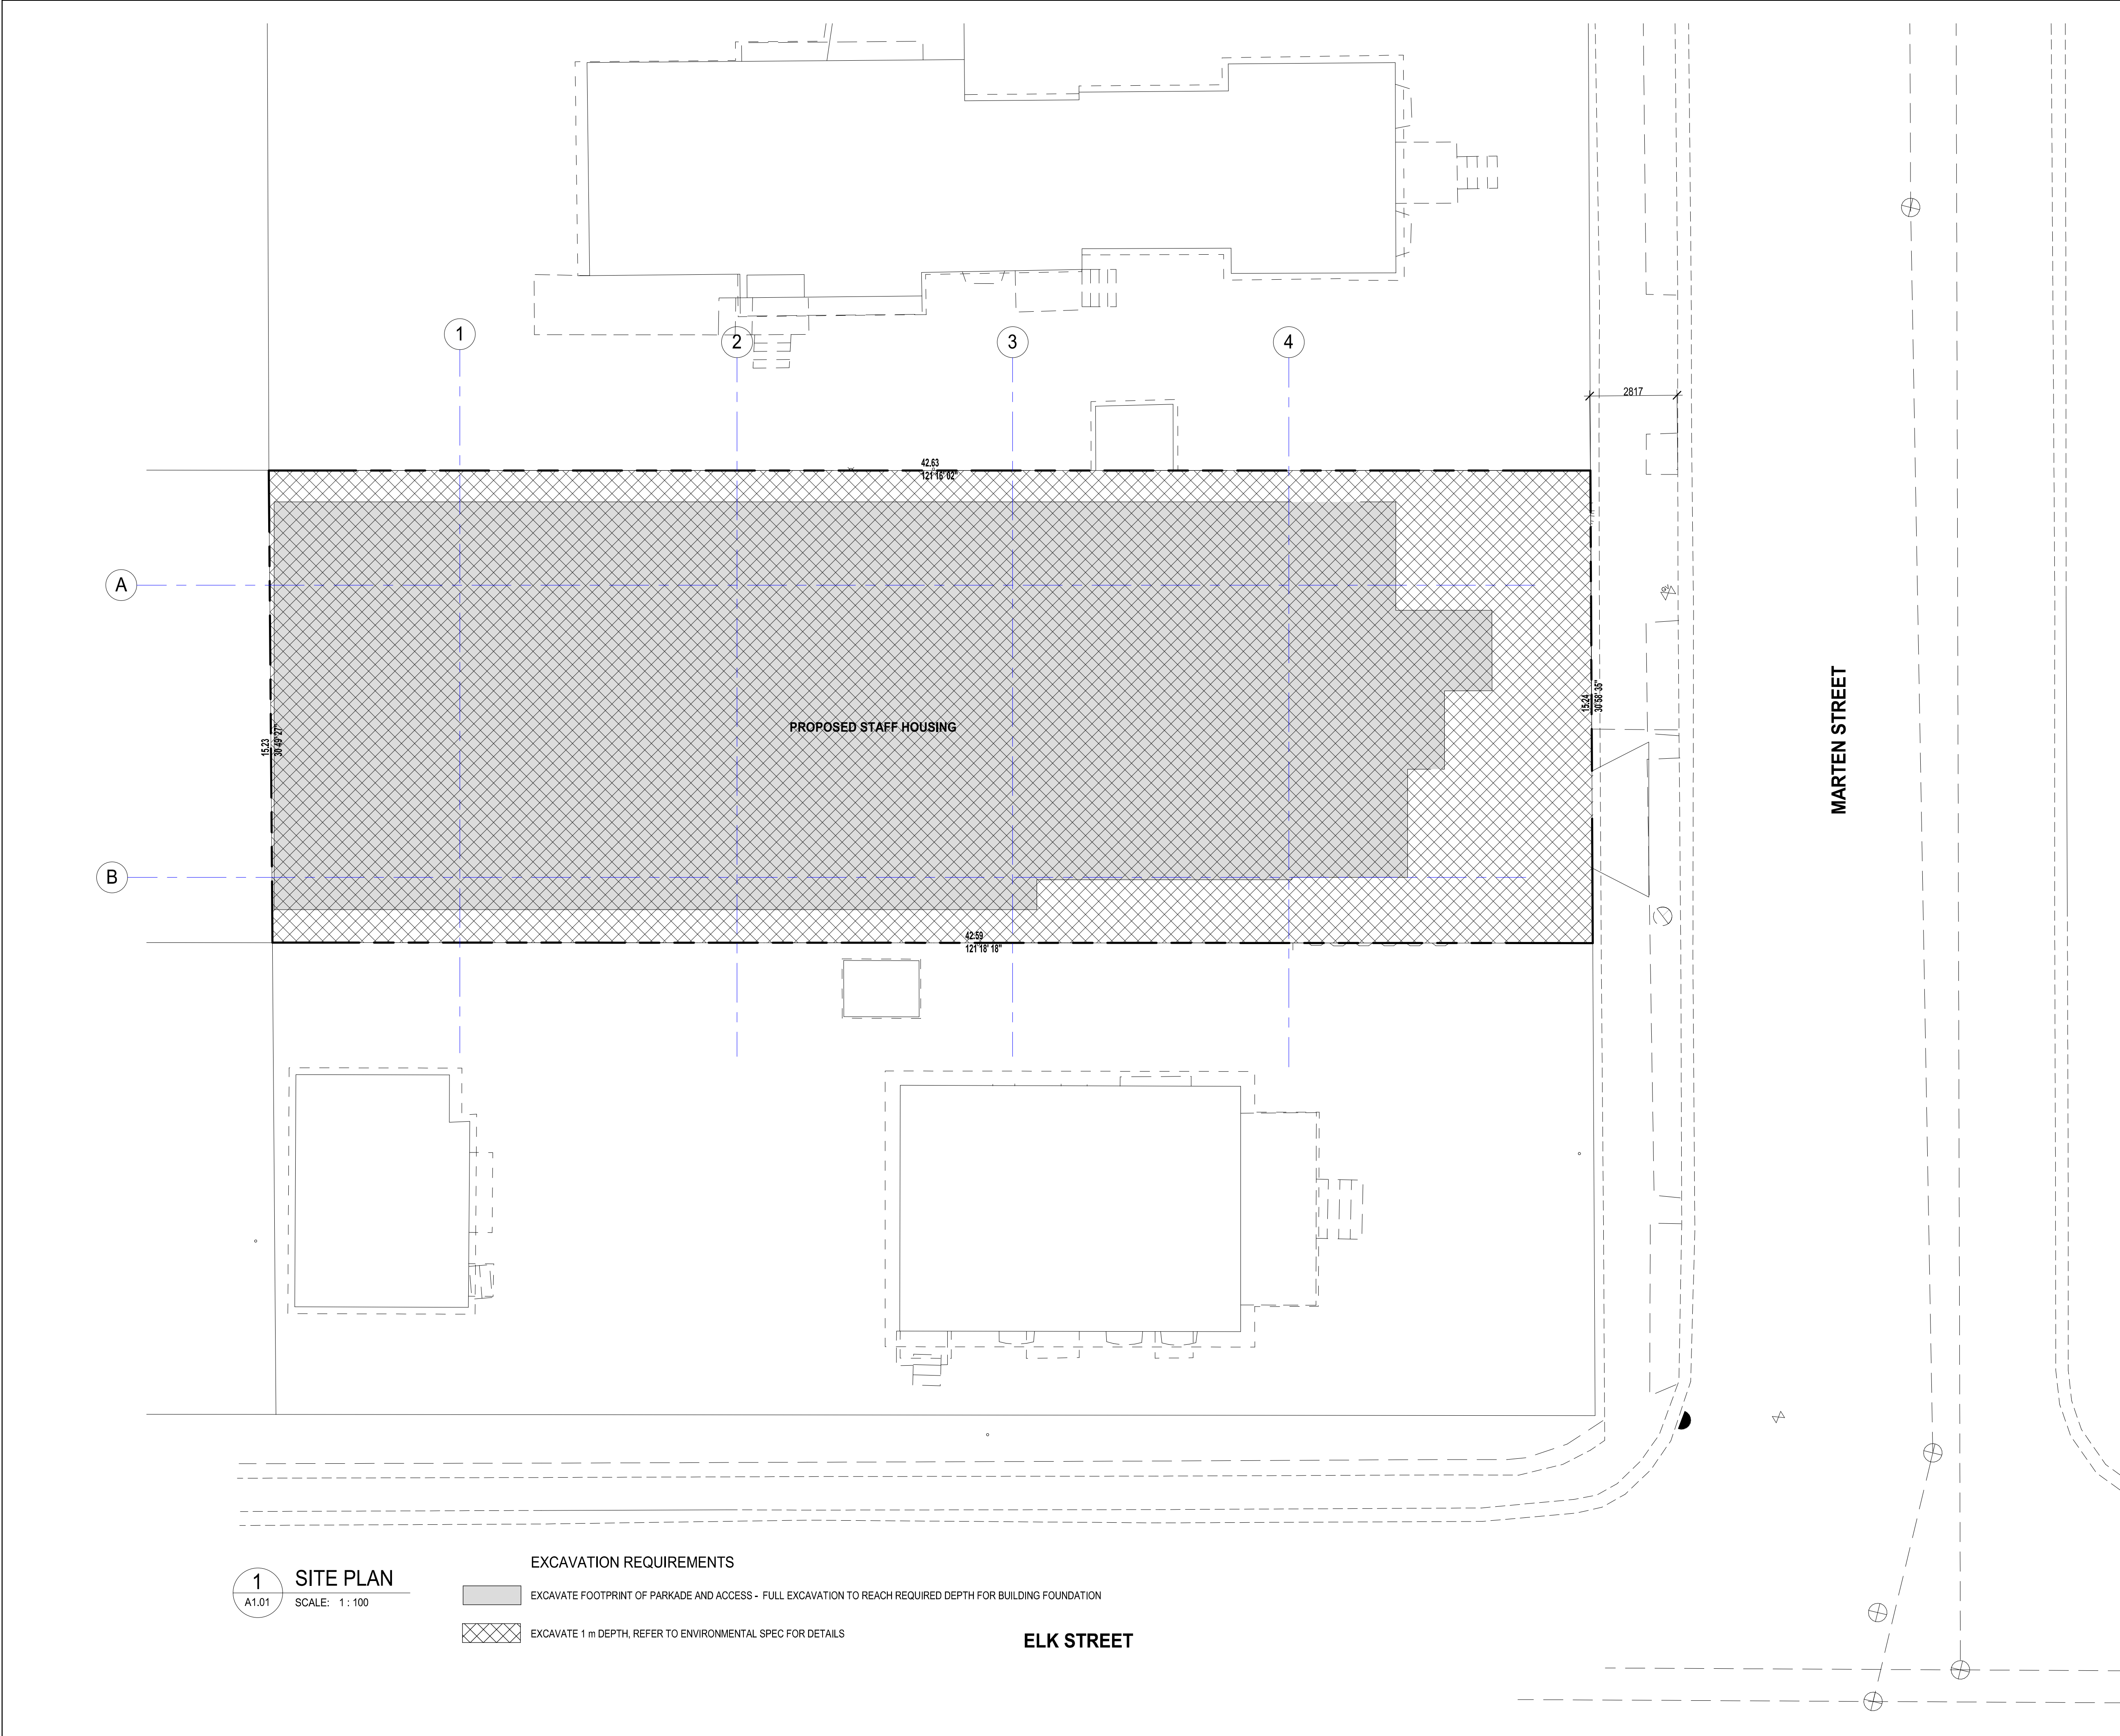 1
2
3
4
2817
42.63
121°16' 02"
A
15.24
30°58' 35"
MARTEN STREET
PROPOSED STAFF HOUSING
15.23
30°49' 27"
B
42.59
121°18' 18"
EXCAVATION REQUIREMENTS
1
A1.01
SITE PLAN
SCALE: 1 : 100
EXCAVATE FOOTPRINT OF PARKADE AND ACCESS - FULL EXCAVATION TO REACH REQUIRED DEPTH FOR BUILDING FOUNDATION
EXCAVATE 1 m DEPTH, REFER TO ENVIRONMENTAL SPEC FOR DETAILS
ELK STREET